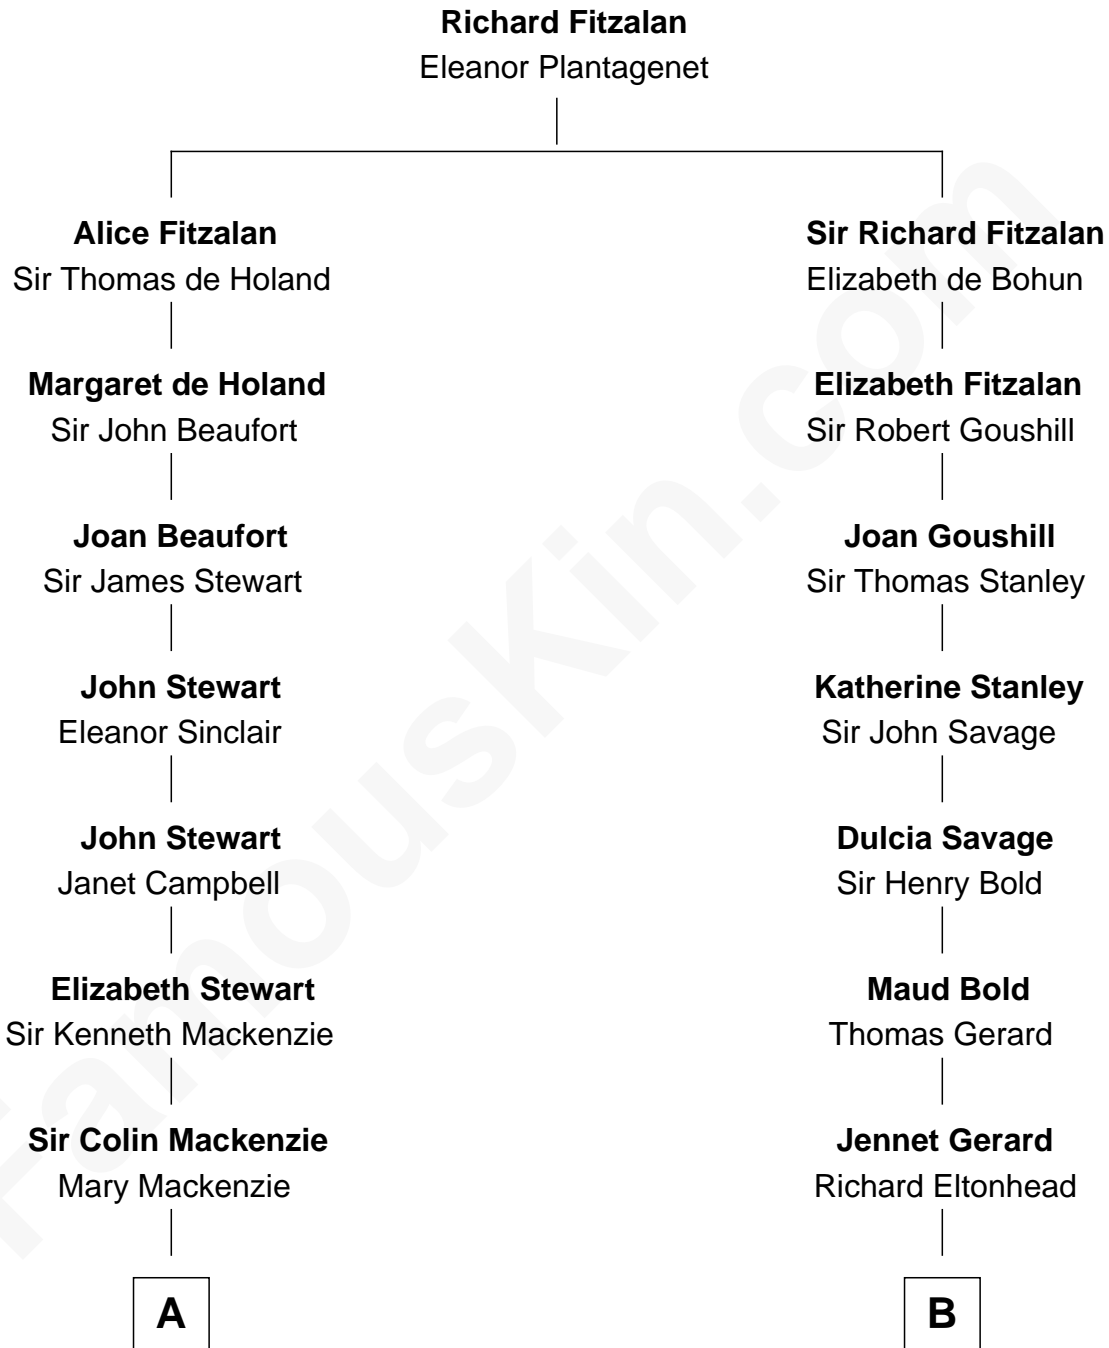 Richard Fitzalan
Eleanor Plantagenet
Alice Fitzalan
Sir Thomas de Holand
Margaret de Holand
Sir John Beaufort
Joan Beaufort
Sir James Stewart
John Stewart
Eleanor Sinclair
John Stewart
Janet Campbell
Elizabeth Stewart
Sir Kenneth Mackenzie
Sir Colin Mackenzie
Mary Mackenzie
A
Sir Richard Fitzalan
Elizabeth de Bohun
Elizabeth Fitzalan
Sir Robert Goushill
Joan Goushill
Sir Thomas Stanley
Katherine Stanley
Sir John Savage
Dulcia Savage
Sir Henry Bold
Maud Bold
Thomas Gerard
Jennet Gerard
Richard Eltonhead
B
FamousKin.com